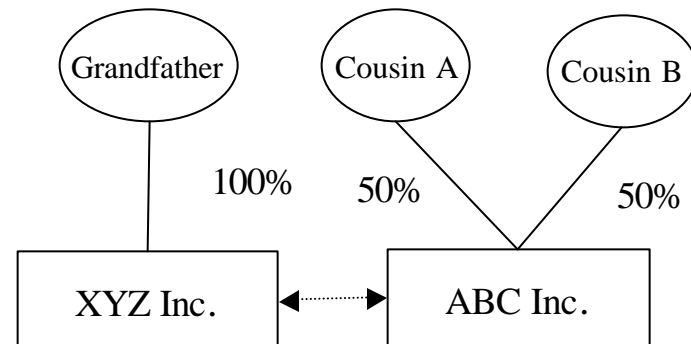 Grandfather
Cousin A
Cousin B
100%
50%
50%
XYZ Inc.
ABC Inc.